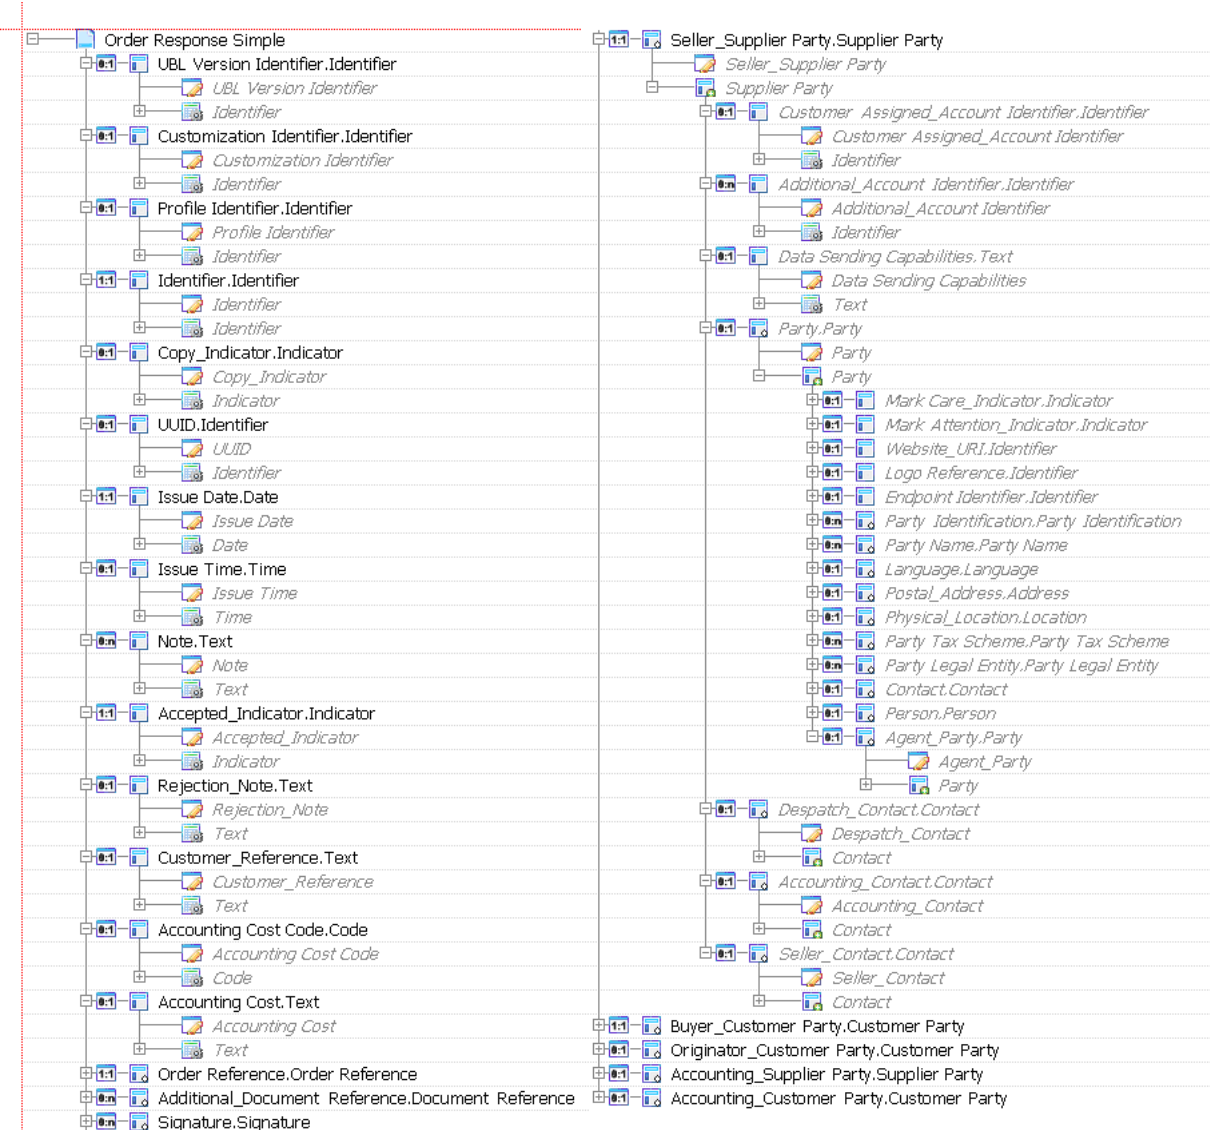 Order Response Simple
0:1 UBL Version Identifier.Identifier
UBL Version Identifier
Identifier
0:1 Customization Identifier.Identifier
Customization Identifier
Identifier
0:1 Profile Identifier.Identifier
Profile Identifier
Identifier
1:1 Identifier.Identifier
Identifier
Identifier
0:1 Copy_Indicator.Indicator
Copy_Indicator
Indicator
0:1 UUID.Identifier
UUID
Identifier
1:1 Issue Date.Date
Issue Date
Date
0:1 Issue Time.Time
Issue Time
Time
0:n Note.Text
Note
Text
1:1 Accepted_Indicator.Indicator
Accepted_Indicator
Indicator
0:1 Rejection_Note.Text
Rejection_Note
Text
0:1 Customer_Reference.Text
Customer_Reference
Text
0:1 Accounting Cost Code.Code
Accounting Cost Code
Code
0:1 Accounting Cost.Text
Accounting Cost
Text
1:1 Order Reference.Order Reference
0:n Additional_Document Reference.Document Reference
0:n Signature.Signature
1:1 Seller_Supplier Party.Supplier Party
Seller_Supplier Party
Supplier Party
0:1 Customer Assigned_Account Identifier.Identifier
Customer Assigned_Account Identifier
Identifier
0:n Additional_Account Identifier.Identifier
Additional_Account Identifier
Identifier
0:1 Data Sending Capabilities.Text
Data Sending Capabilities
Text
0:1 Party.Party
Party
Party
0:1 Mark Care_Indicator.Indicator
0:1 Mark Attention_Indicator.Indicator
0:1 Website_URI.Identifier
0:1 Logo Reference.Identifier
0:1 Endpoint Identifier.Identifier
0:n Party Identification.Party Identification
0:n Party Name.Party Name
0:1 Language.Language
0:1 Postal_Address.Address
0:1 Physical_Location.Location
0:n Party Tax Scheme.Party Tax Scheme
0:n Party Legal Entity.Party Legal Entity
0:1 Contact.Contact
0:1 Person.Person
0:1 Agent_Party.Party
Agent_Party
Party
0:1 Despatch_Contact.Contact
Despatch_Contact
Contact
0:1 Accounting_Contact.Contact
Accounting_Contact
Contact
0:1 Seller_Contact.Contact
Seller_Contact
Contact
1:1 Buyer_Customer Party.Customer Party
0:1 Originator_Customer Party.Customer Party
0:1 Accounting_Supplier Party.Supplier Party
0:1 Accounting_Customer Party.Customer Party